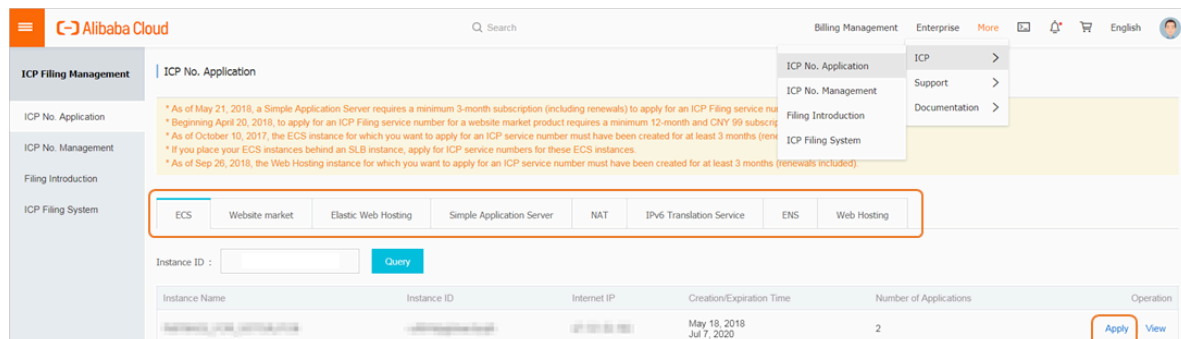 Alibaba Cloud
Search
Billing Management
Enterprise
More
English
ICP Filing Management
ICP No. Application
ICP No. Management
Filing Introduction
ICP Filing System
ICP No. Application
ICP No. Application
ICP No. Management
Filing Introduction
ICP Filing System
ICP
Support
Documentation
* As of May 21, 2018, a Simple Application Server requires a minimum 3-month subscription (including renewals) to apply for an ICP Filing service
* Beginning April 20, 2018, to apply for an ICP Filing service number for a website market product requires a minimum 12-month and CNY 99
* As of October 10, 2017, the ECS instance for which you want to apply for an ICP service number must have been created for at least 3 months
* If you place your ECS instances behind an SLB instance, apply for ICP service numbers for these ECS instances.
* As of Sep 26, 2018, the Web Hosting instance for which you want to apply for an ICP service number must have been created for at least 3 months (renewals included).
ECS
Website market
Elastic Web Hosting
Simple Application Server
NAT
IPv6 Translation Service
ENS
Web Hosting
Instance ID :
Query
Instance Name
Instance ID
Internet IP
Creation/Expiration Time
Number of Applications
Operation
May 18, 2018
Jul 7, 2020
2
Apply
View